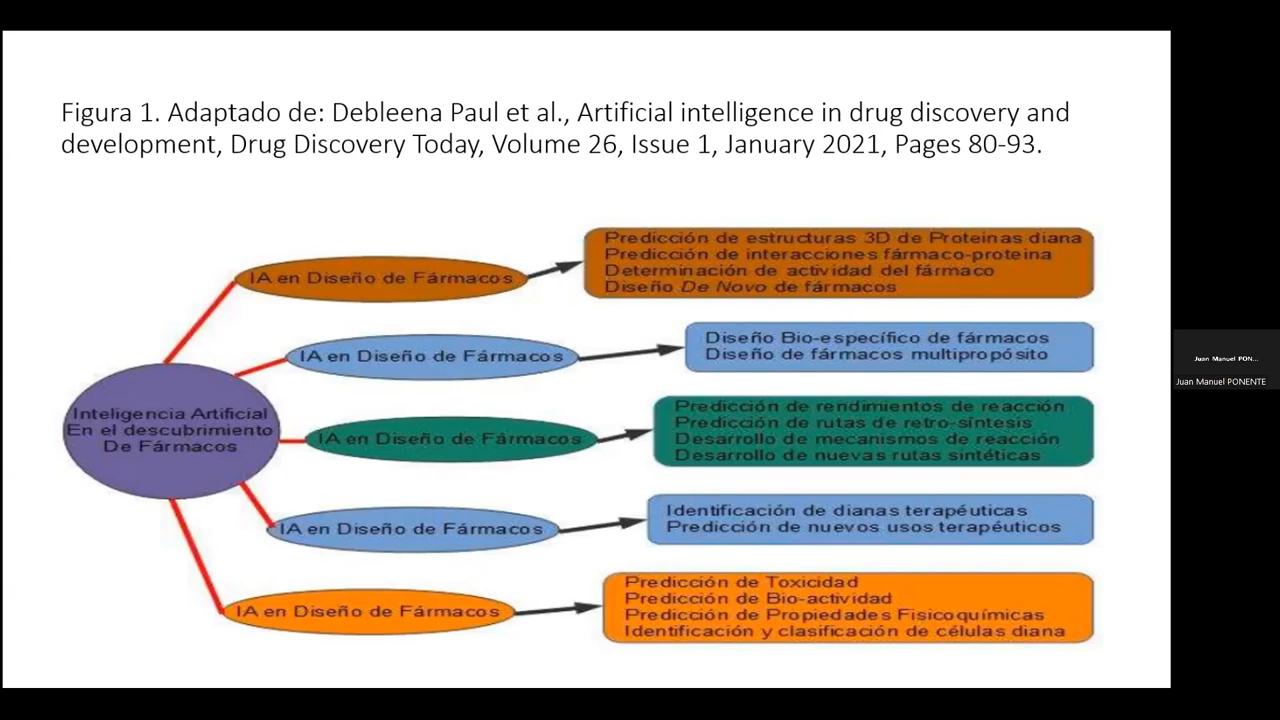 Figura 1. Adaptado de: Debleena Paul et al., Artificial intelligence in drug discovery and
development, Drug Discovery Today, Volume 26, Issue 1, January 2021, Pages 80-93.
Inteligencia Artificial
En el descubrimiento
De Fármacos
IA en Diseño de Fármacos
Predicción de estructuras 3D de Proteinas diana
Predicción de interacciones fármaco-proteina
Determinación de actividad del fármaco
Diseño De Novo de fármacos
IA en Diseño de Fármacos
Diseño Bio-específico de fármacos
Diseño de fármacos multipropósito
IA en Diseño de Fármacos
Predicción de rendimientos de reacción
Predicción de rutas de retro-síntesis
Desarrollo de mecanismos de reacción
Desarrollo de nuevas rutas sintéticas
IA en Diseño de Fármacos
Identificación de dianas terapéuticas
Predicción de nuevos usos terapéuticos
IA en Diseño de Fármacos
Predicción de Toxicidad
Predicción de Bio-actividad
Predicción de Propiedades Fisicoquímicas
Identificación y clasificación de células diana
Juan Manuel PON...
Juan Manuel PONENTE